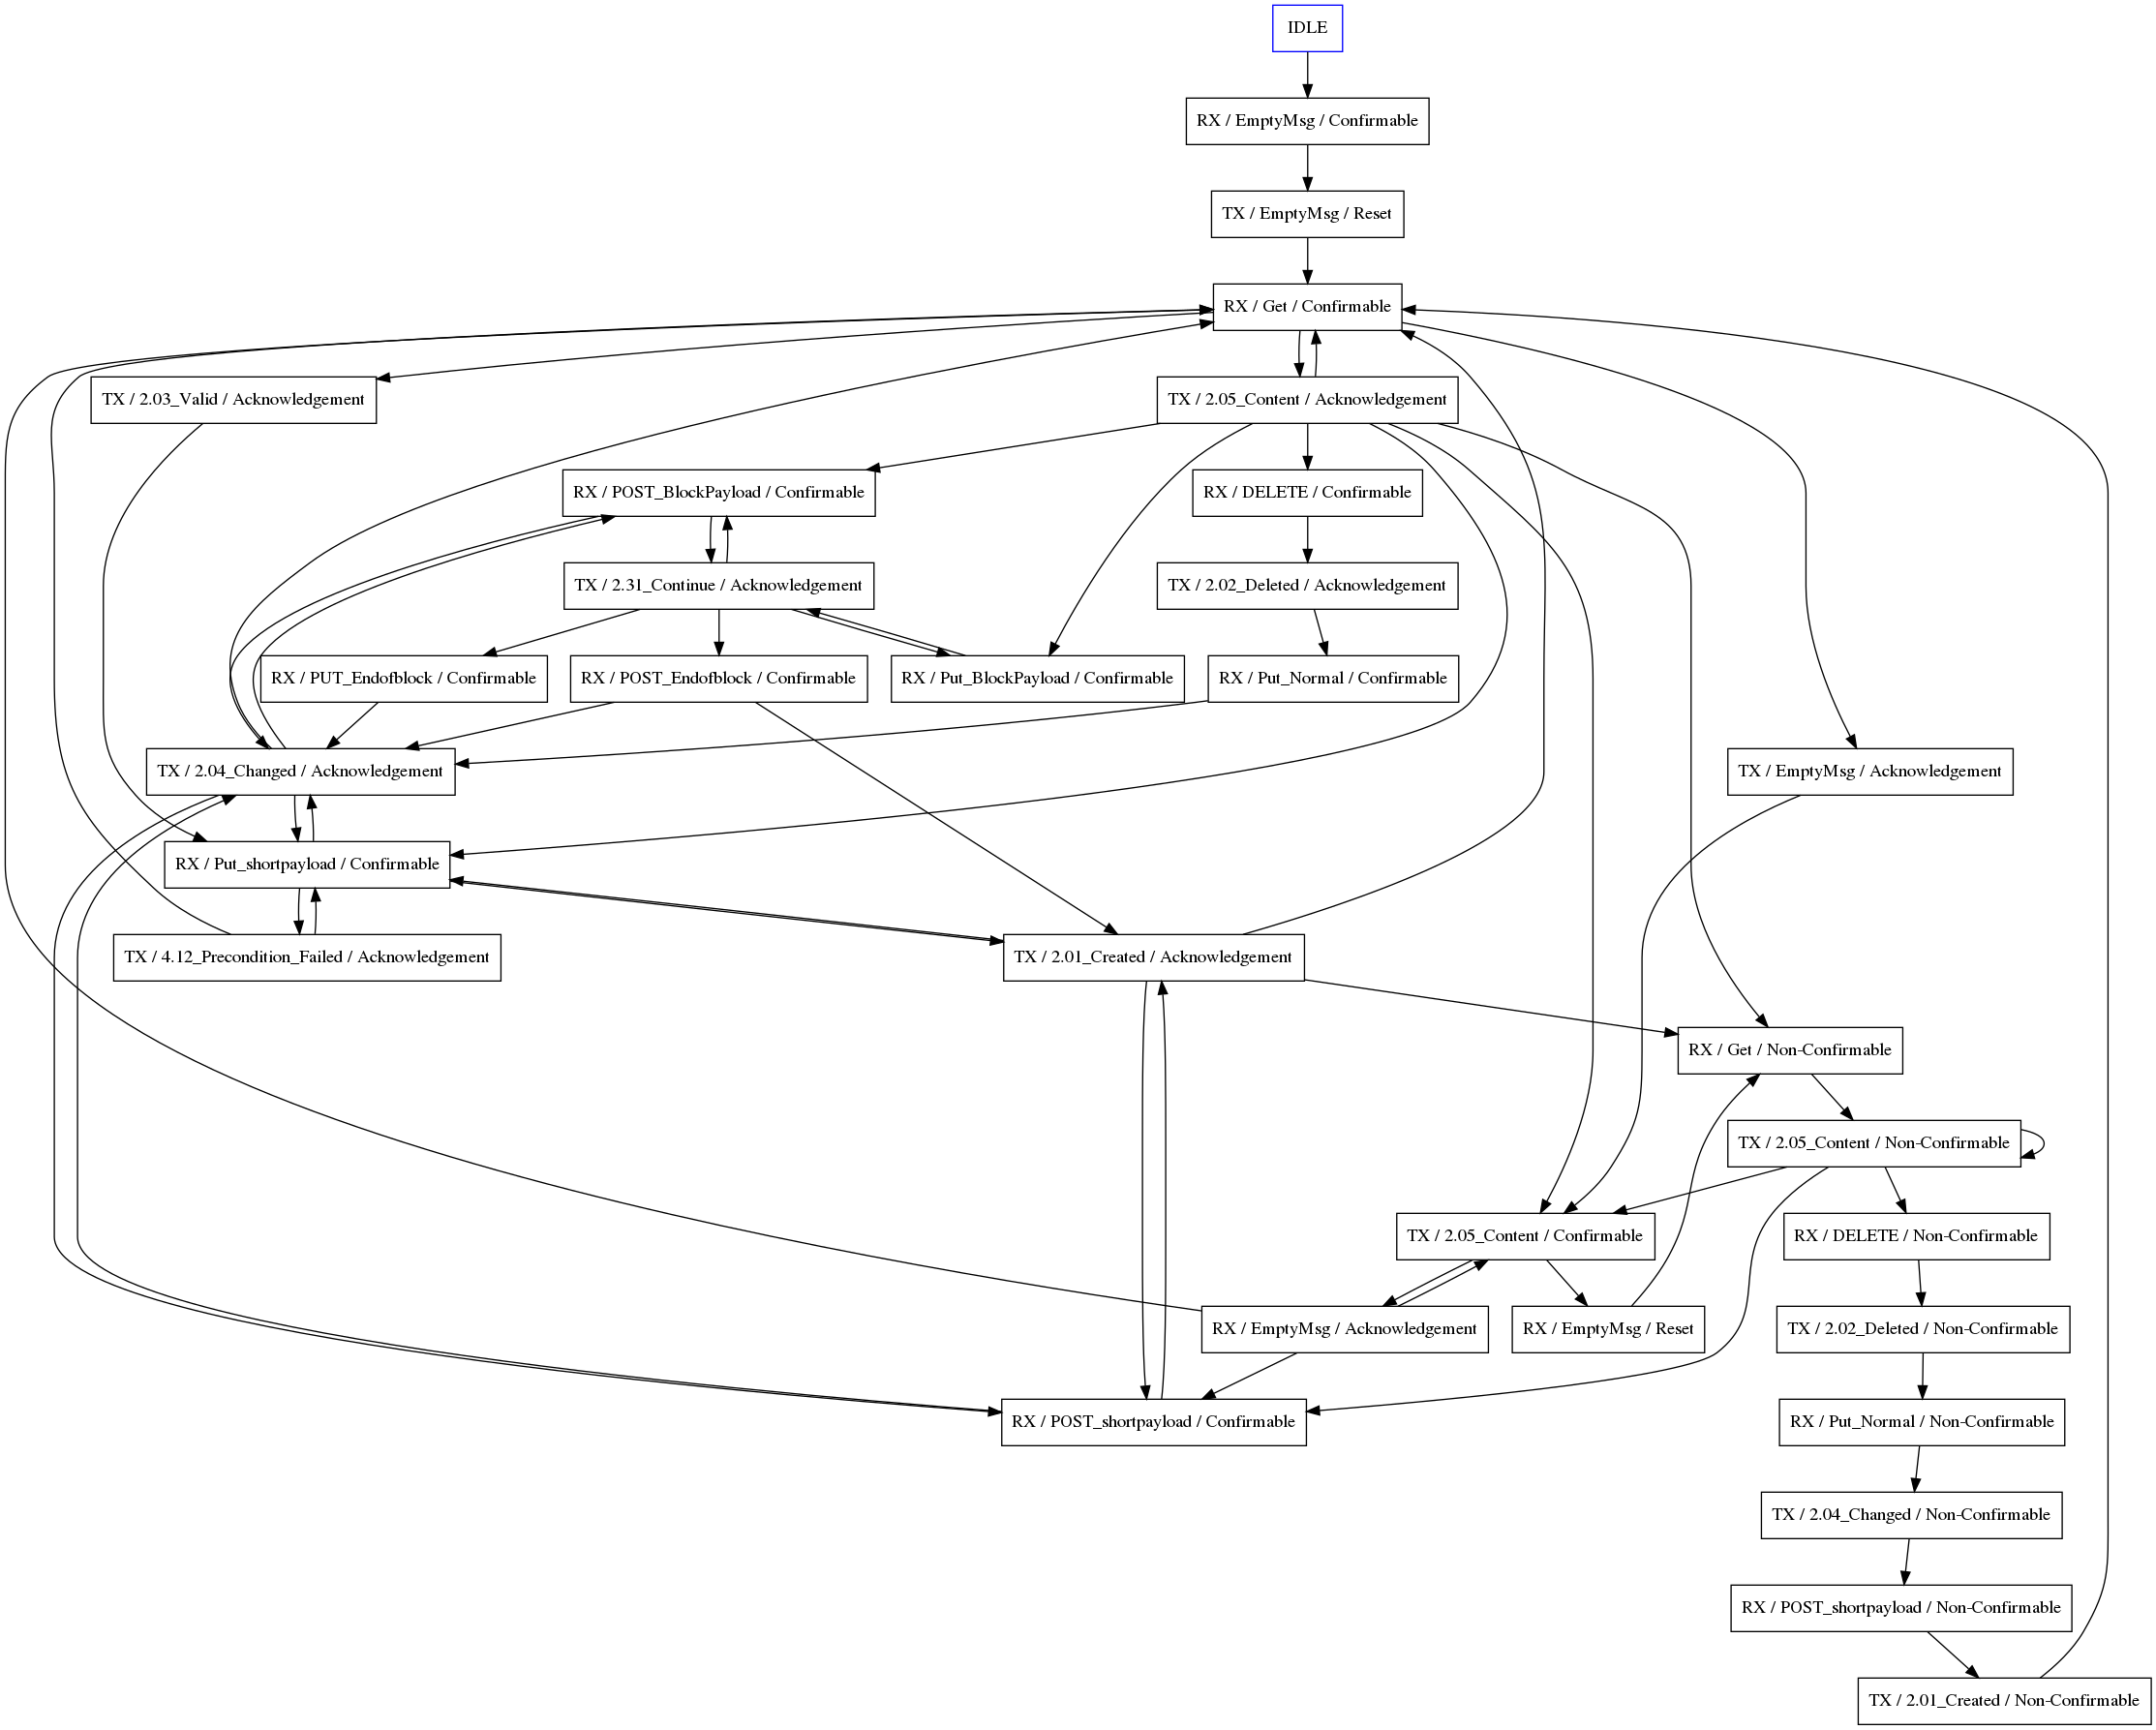 IDLE
RX / EmptyMsg / Confirmable
TX / EmptyMsg / Reset
RX / Get / Confirmable
TX / 2.03_Valid / Acknowledgement
TX / 2.05_Content / Acknowledgement
RX / POST_BlockPayload / Confirmable
RX / DELETE / Confirmable
TX / 2.31_Continue / Acknowledgement
TX / 2.02_Deleted / Acknowledgement
RX / PUT_Endofblock / Confirmable
RX / POST_Endofblock / Confirmable
RX / Put_BlockPayload / Confirmable
RX / Put_Normal / Confirmable
TX / 2.04_Changed / Acknowledgement
TX / EmptyMsg / Acknowledgement
RX / Put_shortpayload / Confirmable
TX / 4.12_Precondition_Failed / Acknowledgement
TX / 2.01_Created / Acknowledgement
RX / Get / Non-Confirmable
TX / 2.05_Content / Non-Confirmable
TX / 2.05_Content / Confirmable
RX / DELETE / Non-Confirmable
RX / EmptyMsg / Acknowledgement
RX / EmptyMsg / Reset
TX / 2.02_Deleted / Non-Confirmable
RX / POST_shortpayload / Confirmable
RX / Put_Normal / Non-Confirmable
TX / 2.04_Changed / Non-Confirmable
RX / POST_shortpayload / Non-Confirmable
TX / 2.01_Created / Non-Confirmable